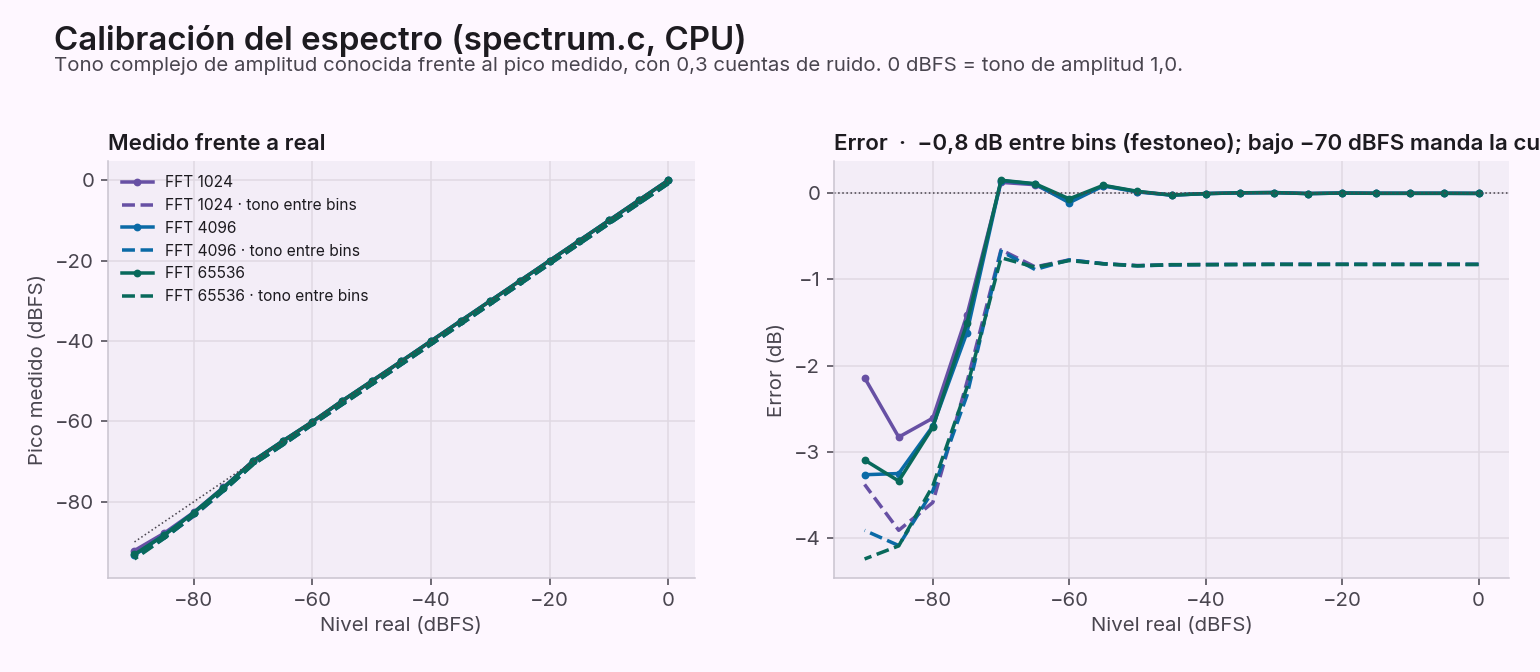 Calibración del espectro (spectrum.c, CPU)
Tono complejo de amplitud conocida frente al pico medido, con 0,3 cuentas de ruido. 0 dBFS = tono de amplitud 1,0.
Medido frente a real
FFT 1024
FFT 1024 · tono entre bins
FFT 4096
FFT 4096 · tono entre bins
FFT 65536
FFT 65536 · tono entre bins
0
−20
−40
−60
−80
Pico medido (dBFS)
−80
−60
−40
−20
0
Nivel real (dBFS)
Error · −0,8 dB entre bins (festoneo); bajo −70 dBFS manda la cu
0
−1
−2
−3
−4
Error (dB)
−80
−60
−40
−20
0
Nivel real (dBFS)